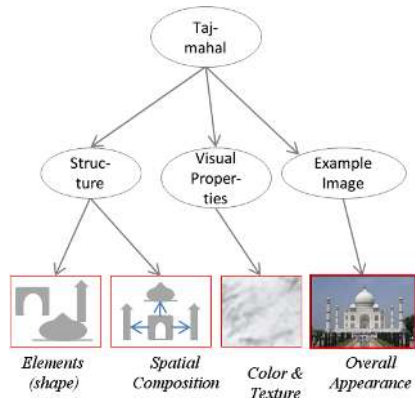 Taj-
mahal
Struc-
ture
Visual
Proper-
ties
Example
Image
Elements
(shape)
Spatial
Composition
Color &
Texture
Overall
Appearance